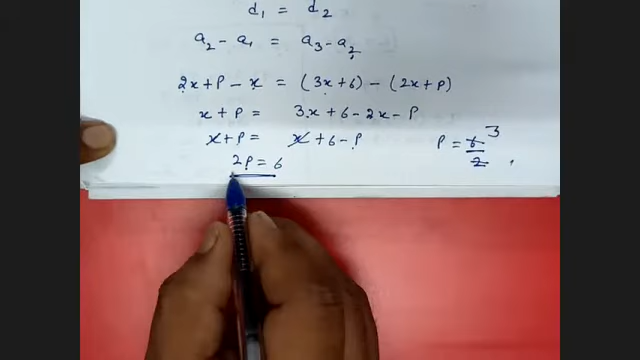 d₁ = d₂
a₂ - a₁ = a₃ - a₂
2x + P - x = (3x + 6) - (2x + P)
x + P = 3x + 6 - 2x - P
x + P = x + 6 - P
2P = 6
P = 6/2 3